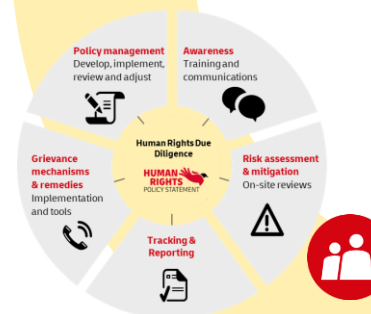 Policy management
Develop, implement,
review and adjust
Awareness
Training and
communications
Human Rights Due
Diligence
HUMAN
RIGHTS
POLICY STATEMENT
Grievance
mechanisms
& remedies
Implementation
and tools
Risk assessment
& mitigation
On-site reviews
Tracking &
Reporting